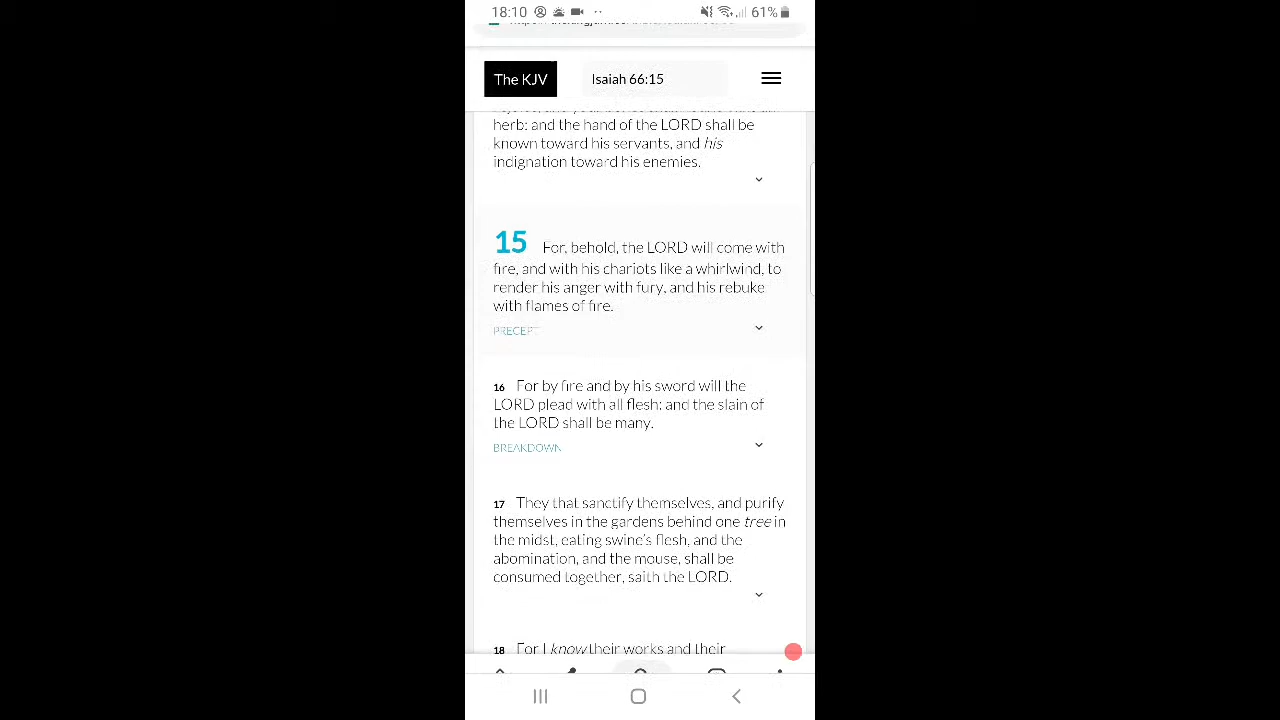 18:10 61%
The KJV Isaiah 66:15
herb: and the hand of the LORD shall be
known toward his servants, and his
indignation toward his enemies.
15 For, behold, the LORD will come with
fire, and with his chariots like a whirlwind, to
render his anger with fury, and his rebuke
with flames of fire.
PRECEPT
16 For by fire and by his sword will the
LORD plead with all flesh: and the slain of
the LORD shall be many.
BREAKDOWN
17 They that sanctify themselves, and purify
themselves in the gardens behind one tree in
the midst, eating swine's flesh, and the
abomination, and the mouse, shall be
consumed together, saith the LORD.
18 For I know their works and their